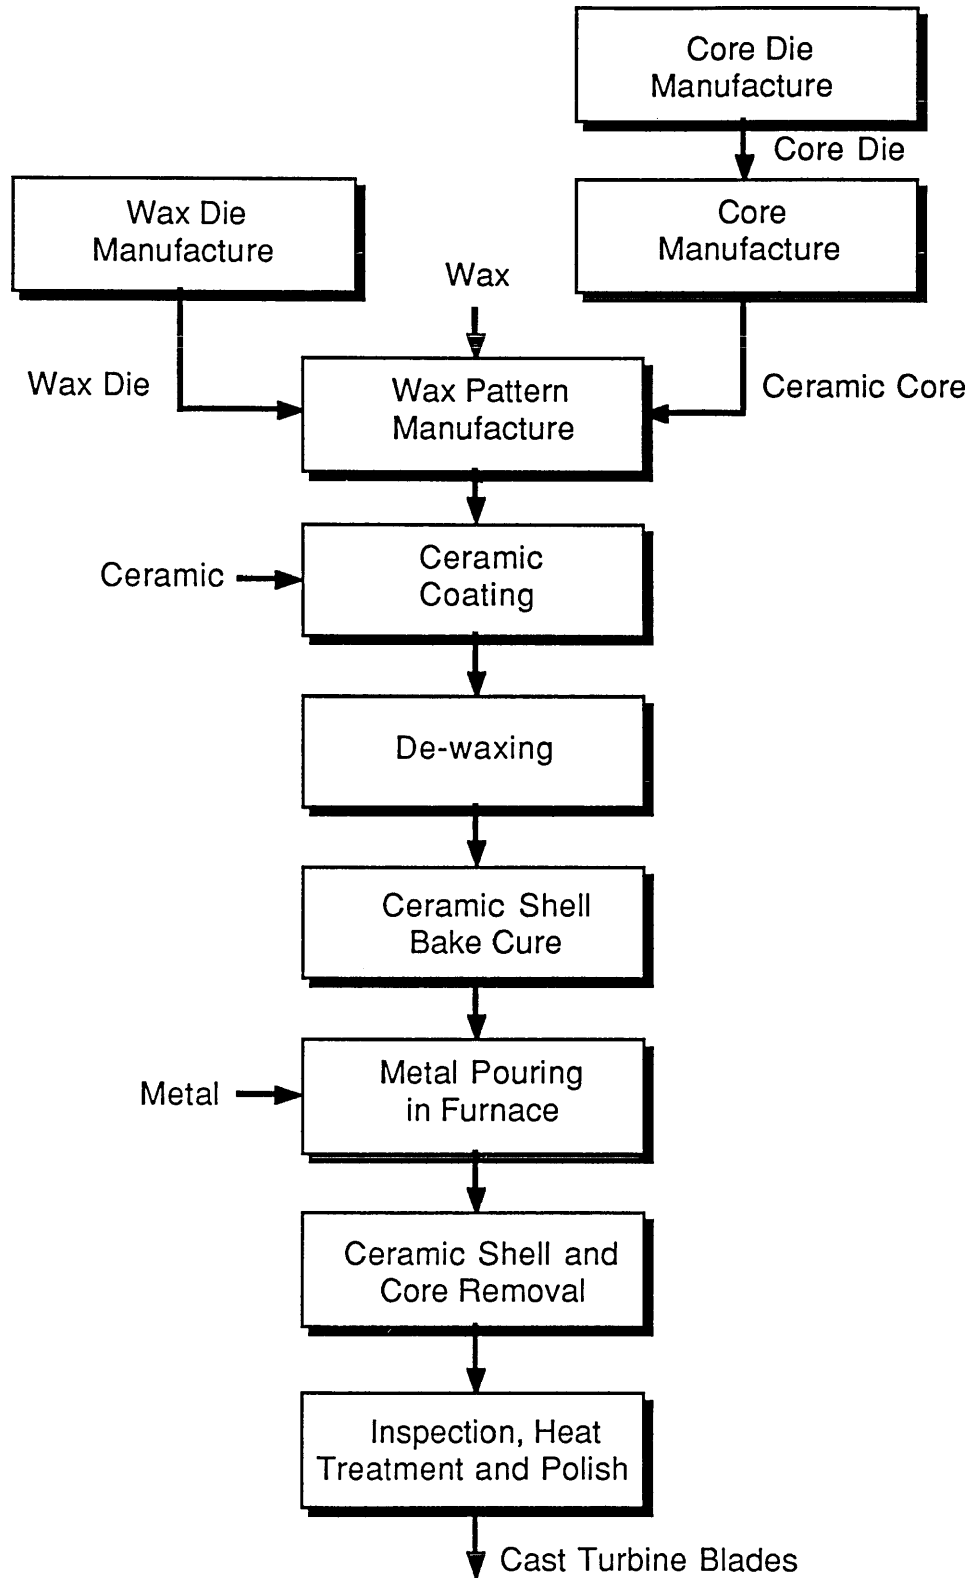 Core Die
Manufacture
Core Die
Wax Die
Manufacture
Core
Manufacture
Wax
Wax Die
Wax Pattern
Manufacture
Ceramic Core
Ceramic
Ceramic
Coating
De-waxing
Ceramic Shell
Bake Cure
Metal
Metal Pouring
in Furnace
Ceramic Shell and
Core Removal
Inspection, Heat
Treatment and Polish
Cast Turbine Blades